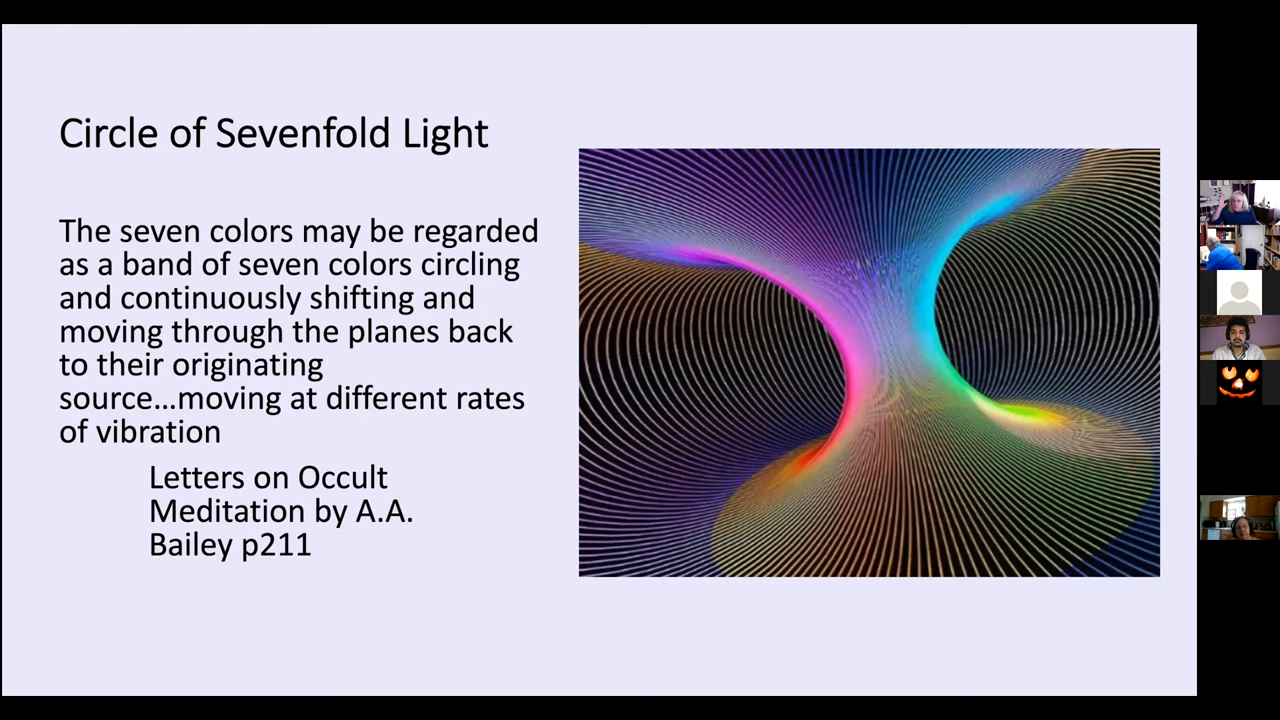 Circle of Sevenfold Light
The seven colors may be regarded
as a band of seven colors circling
and continuously shifting and
moving through the planes back
to their originating
source...moving at different rates
of vibration
Letters on Occult
Meditation by A.A.
Bailey p211